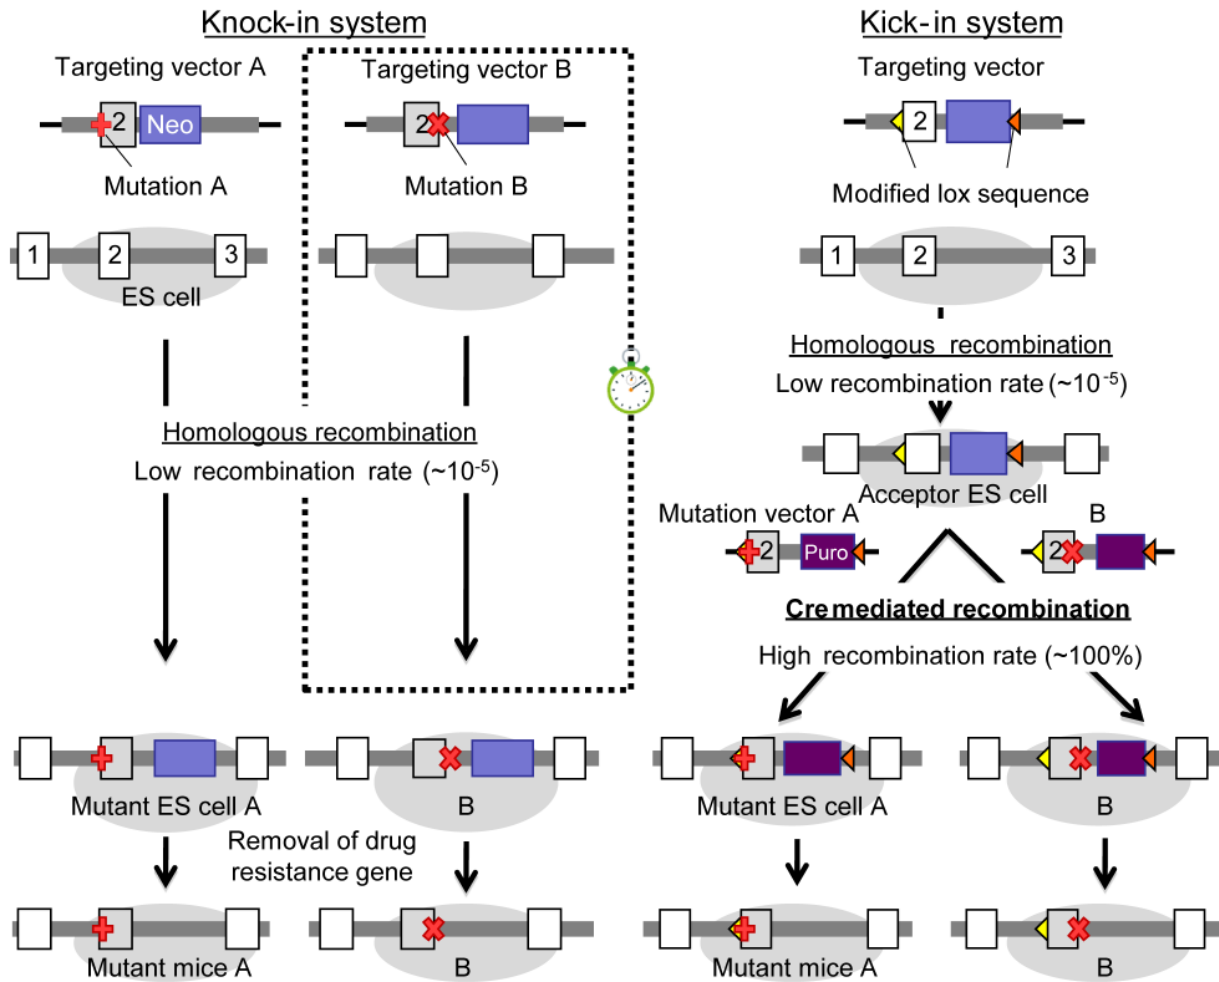 Knock-in system
Targeting vector A
Targeting vector B
2
Neo
2
Mutation A
Mutation B
1
2
3
ES cell
Homologous recombination
Low recombination rate (~10-5)
Mutant ES cell A
B
Removal of drug
resistance gene
Mutant mice A
B
Kick-in system
Targeting vector
2
Modified lox sequence
1
2
3
Homologous recombination
Low recombination rate (~10-5)
Acceptor ES cell
Mutation vector A
B
2
Puro
2
Cre mediated recombination
High recombination rate (~100%)
Mutant ES cell A
B
Mutant mice A
B